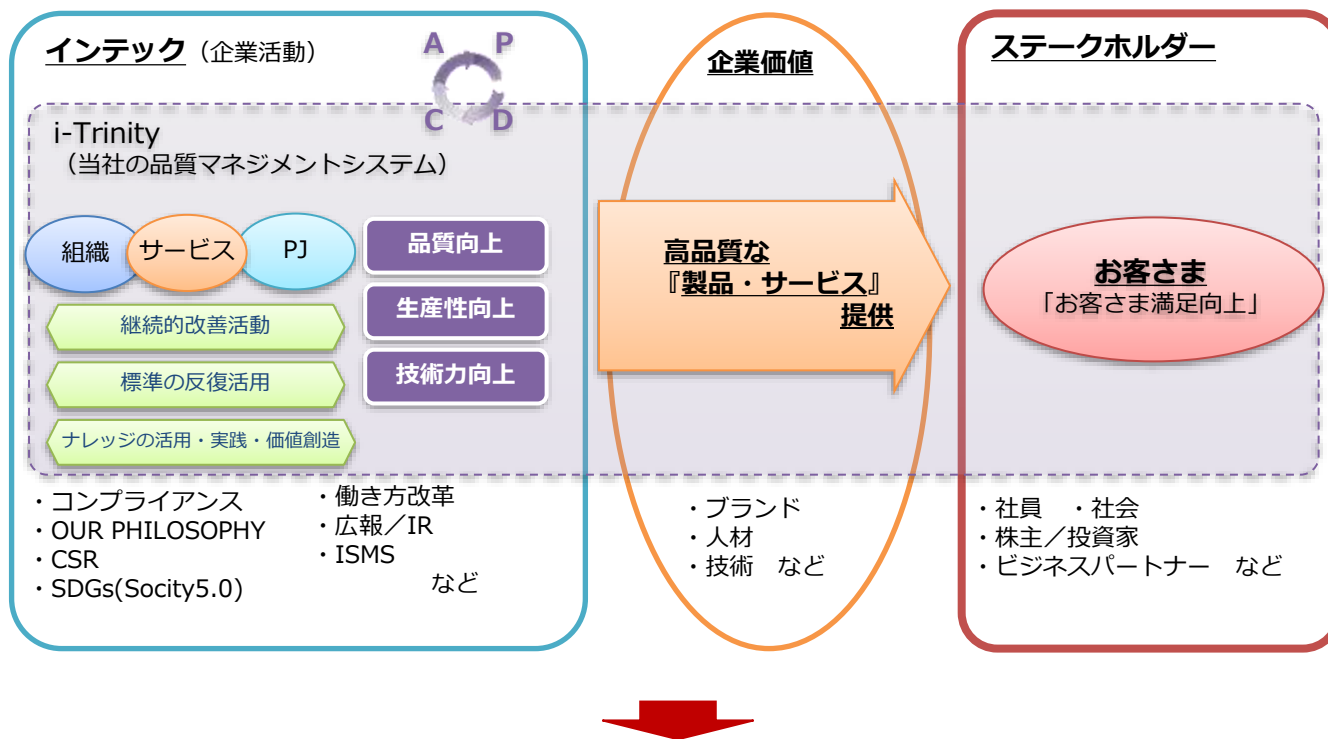 インテック（企業活動）
A P
C D
i-Trinity
（当社の品質マネジメントシステム）
組織 サービス PJ
継続的改善活動
標準の反復活用
ナレッジの活用・実践・価値創造
品質向上
生産性向上
技術力向上
・コンプライアンス
・OUR PHILOSOPHY
・CSR
・SDGs(Socity5.0)
・働き方改革
・広報／IR
・ISMS
など
企業価値
高品質な
『製品・サービス』
提供
・ブランド
・人材
・技術　など
ステークホルダー
お客さま
「お客さま満足向上」
・社員　・社会
・株主／投資家
・ビジネスパートナー　など